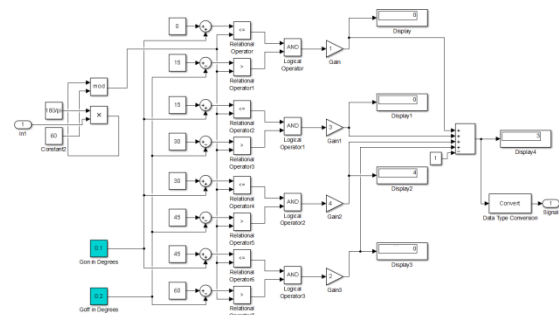 0
<=
Relational
Operator
AND
Logical
Operator
1
Gain
0
Display
15
>
Relational
Operator1
mod
180/pi
×
1
In1
60
Constant2
15
<=
Relational
Operator2
AND
Logical
Operator1
3
Gain1
0
Display1
30
>
Relational
Operator3
1
5
Display4
30
<=
Relational
Operator4
AND
Logical
Operator2
4
Gain2
4
Display2
45
>
Relational
Operator5
Convert
Data Type Conversion
1
Signal
0.1
Gon in Degrees
45
<=
Relational
Operator6
AND
Logical
Operator3
2
Gain3
0
Display3
0.2
Goff in Degrees
60
>
Relational